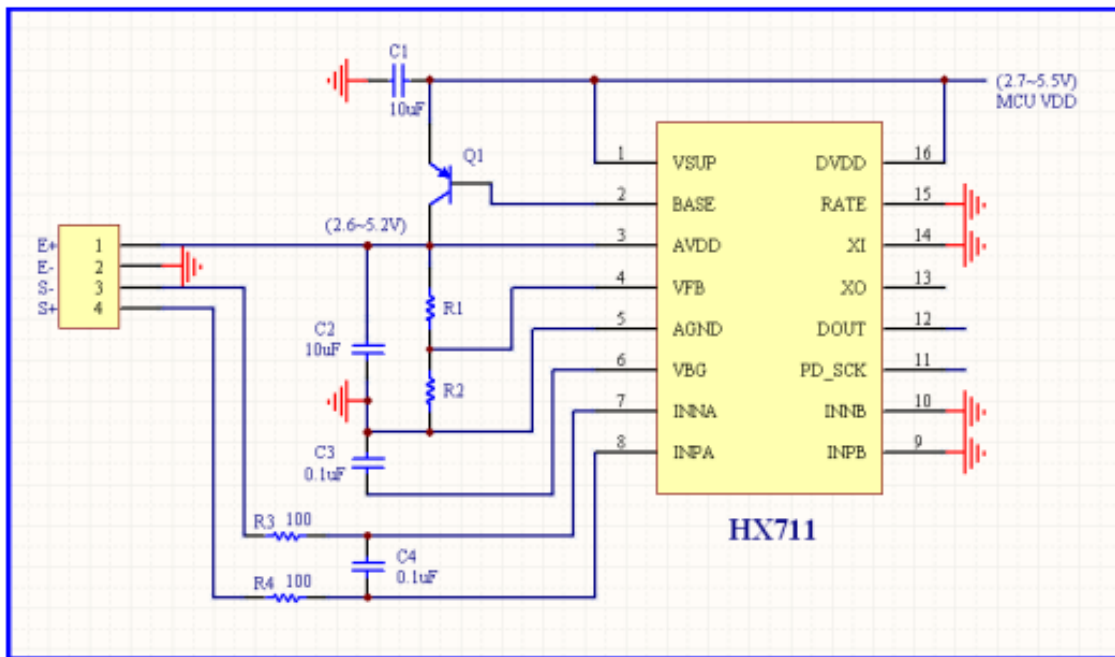 C1
10uF
(2.7~5.5V)
MCU VDD
Q1
1 VSUP DVDD 16
2 BASE RATE 15
(2.6~5.2V)
3 AVDD XI 14
4 VFB XO 13
5 AGND DOUT 12
6 VBG PD_SCK 11
7 INNA INNB 10
8 INPA INPB 9
HX711
E+ 1
E- 2
S- 3
S+ 4
R1
C2
10uF
R2
C3
0.1uF
R3 100
C4
0.1uF
R4 100